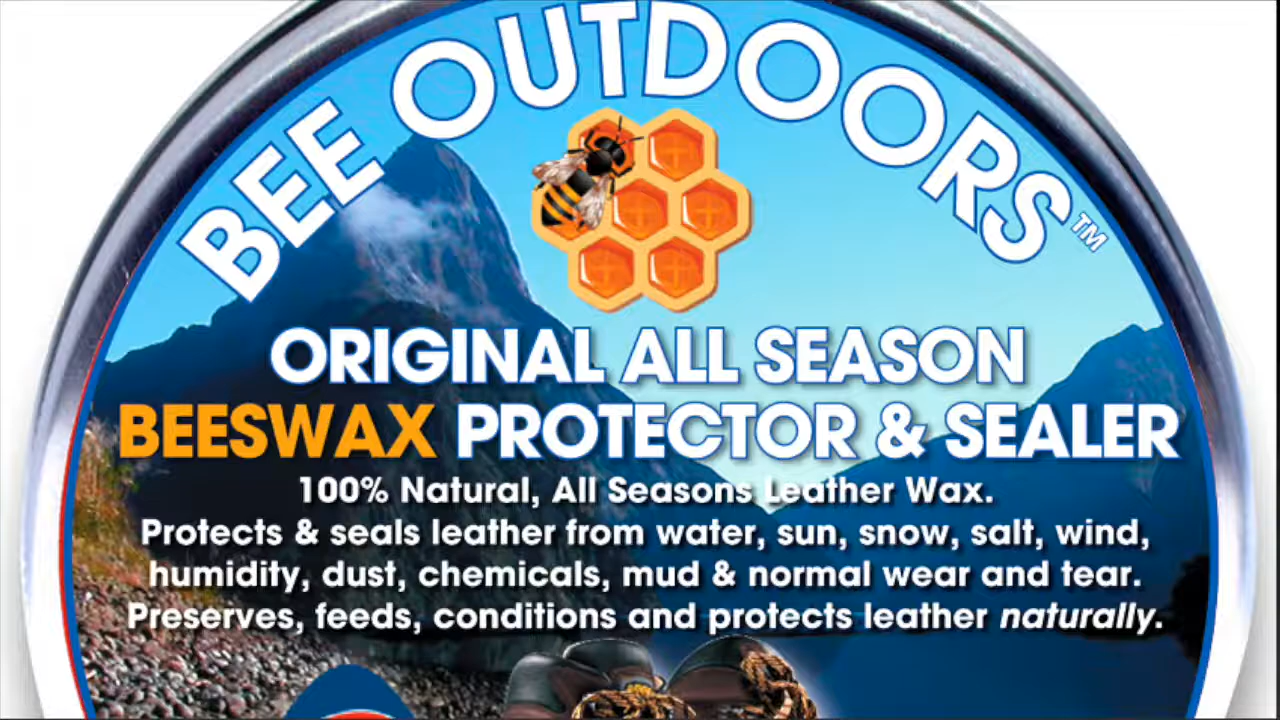 BEE OUTDOORS™
ORIGINAL ALL SEASON
BEESWAX PROTECTOR & SEALER
100% Natural, All Seasons Leather Wax.
Protects & seals leather from water, sun, snow, salt, wind,
humidity, dust, chemicals, mud & normal wear and tear.
Preserves, feeds, conditions and protects leather naturally.